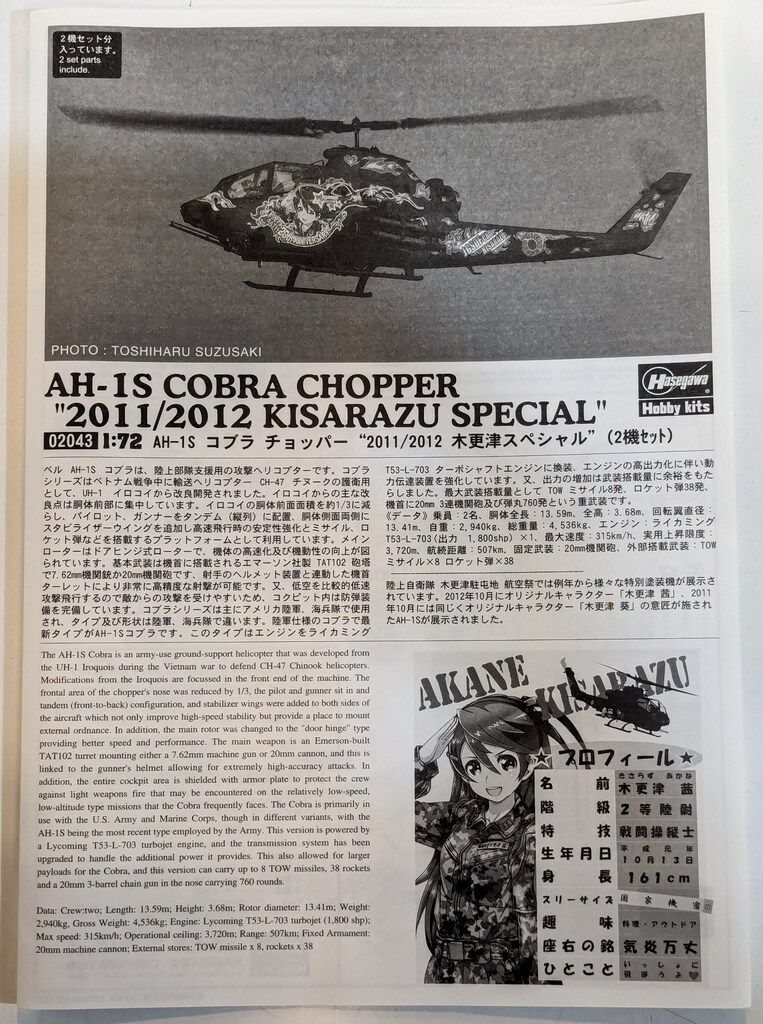 2機セット分
入っています。
2 set parts
include.
PHOTO : TOSHIHARU SUZUSAKI
AH-1S COBRA CHOPPER
"2011/2012 KISARAZU SPECIAL"
Hasegawa
Hobby kits
02043 1:72 AH-1S コブラ チョッパー “2011/2012 木更津スペシャル” (2機セット)
ベル AH-1S コブラは、陸上部隊支援用の攻撃ヘリコプターです。コブラ
シリーズはベトナム戦争中に輸送ヘリコプター CH-47 チヌークの護衛用
として、UH-1 イロコイから改良開発されました。イロコイからの主な改
良点は胴体前部に集中しています。イロコイの胴体前面面積を約1/3に減
らし、パイロット、ガンナーをタンデム(縦列)に配置、胴体側面両側に
スタビライザーウイングを追加し高速飛行時の安定性強化とミサイル、ロ
ケット弾などを搭載するプラットフォームとして利用しています。メイン
ローターはドアヒンジ式ローターで、機体の高速化及び機動性の向上が図
られています。基本武装は機首に搭載されるエマーソン社製 TAT102 砲塔
で7.62mm機関銃か20mm機関砲です、射手のヘルメット装置と連動した機首
ターレットにより非常に高精度な射撃が可能です。又、低空を比較的低速
攻撃飛行するので敵からの攻撃を受けやすいため、コクピット内は防弾装
備を完備しています。コブラシリーズは主にアメリカ陸軍、海兵隊で使用
され、タイプ及び形状は陸軍、海兵隊で違います。陸軍仕様のコブラで最
新タイプがAH-1Sコブラです。このタイプはエンジンをライカミング
T53-L-703 ターボシャフトエンジンに換装、エンジンの高出力化に伴い動
力伝達装置を強化しています。又、出力の増加は武装搭載量に余裕をもた
らしました。最大武装搭載量として TOW ミサイル8発、ロケット弾38発、
機首に20mm 3連機関砲及び弾丸760発という重武装です。
《データ》乗員:2名、胴体全長:13.59m、全高:3.68m、回転翼直径:
13.41m、自重:2,940kg、総重量:4,536kg、エンジン:ライカミング
T53-L-703(出力 1,800shp) ×1、最大速度:315km/h、実用上昇限度:
3,720m、航続距離:507km、固定武装:20mm機関砲、外部搭載武装:TOW
ミサイル×8 ロケット弾×38
陸上自衛隊 木更津駐屯地 航空祭では例年から様々な特別塗装機が展示さ
れています。2012年10月にオリジナルキャラクター「木更津 茜」、2011
年10月には同じくオリジナルキャラクター「木更津 葵」の意匠が施され
たAH-1Sが展示されました。
The AH-1S Cobra is an army-use ground-support helicopter that was developed from
the UH-1 Iroquois during the Vietnam war to defend CH-47 Chinook helicopters.
Modifications from the Iroquois are focussed in the front end of the machine. The
frontal area of the chopper's nose was reduced by 1/3, the pilot and gunner sit in and
tandem (front-to-back) configuration, and stabilizer wings were added to both sides of
the aircraft which not only improve high-speed stability but provide a place to mount
external ordnance. In addition, the main rotor was changed to the "door hinge" type
providing better speed and performance. The main weapon is an Emerson-built
TAT102 turret mounting either a 7.62mm machine gun or 20mm cannon, and this is
linked to the gunner's helmet allowing for extremely high-accuracy attacks. In
addition, the entire cockpit area is shielded with armor plate to protect the crew
against light weapons fire that may be encountered on the relatively low-speed,
low-altitude type missions that the Cobra frequently faces. The Cobra is primarily in
use with the U.S. Army and Marine Corps, though in different variants, with the
AH-1S being the most recent type employed by the Army. This version is powered by
a Lycoming T53-L-703 turbojet engine, and the transmission system has been
upgraded to handle the additional power it provides. This also allowed for larger
payloads for the Cobra, and this version can carry up to 8 TOW missiles, 38 rockets
and a 20mm 3-barrel chain gun in the nose carrying 760 rounds.
Data: Crew:two; Length: 13.59m; Height: 3.68m; Rotor diameter: 13.41m; Weight:
2,940kg, Gross Weight: 4,536kg; Engine: Lycoming T53-L-703 turbojet (1,800 shp);
Max speed: 315km/h; Operational ceiling: 3,720m; Range: 507km; Fixed Armament:
20mm machine cannon; External stores: TOW missile x 8, rockets x 38
AKANE
KISARAZU
★プロフィール★
きさらず あかね
名前 木更津 茜
階級 2等陸尉
特技 戦闘操縦士
生年月日 平成元年
10月13日
身長 161cm
スリーサイズ 国家機密
趣味 料理・アウトドア
座右の銘 気炎万丈
ひとこと いっしょに
飛ぼうよ♥